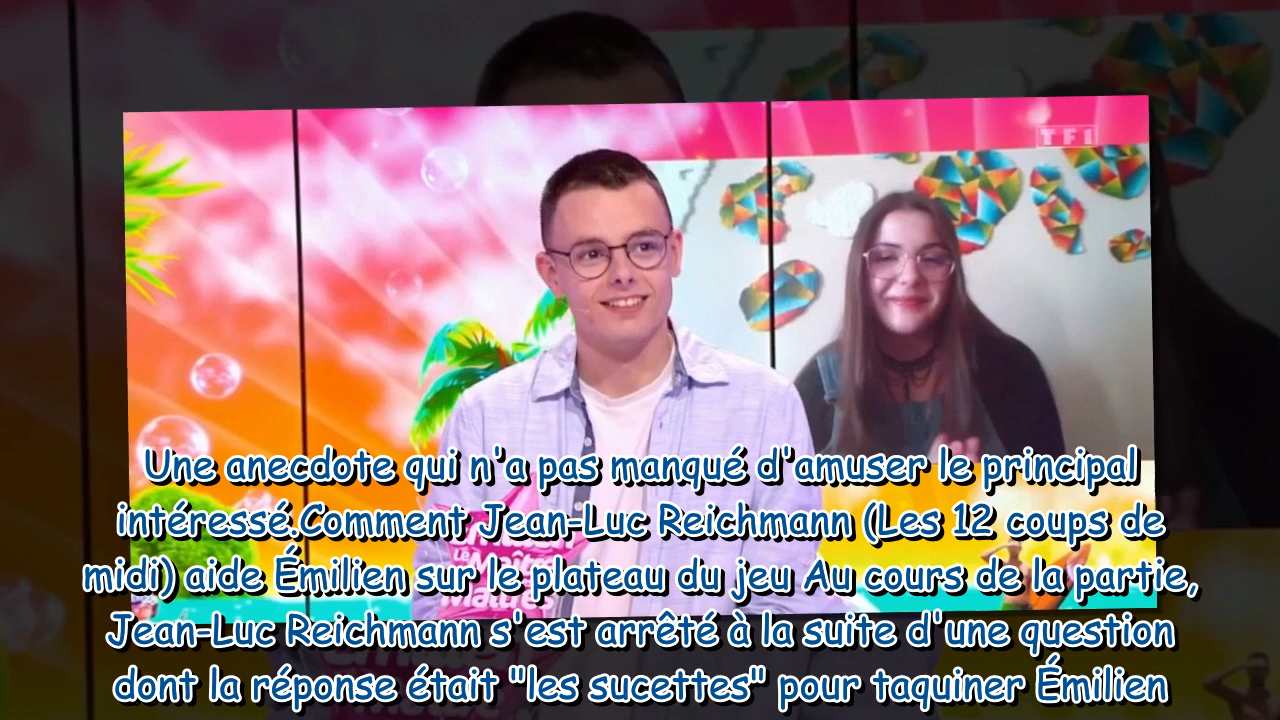 TF1
Une anecdote qui n'a pas manqué d'amuser le principal
intéressé.Comment Jean-Luc Reichmann (Les 12 coups de
midi) aide Émilien sur le plateau du jeu Au cours de la partie,
Jean-Luc Reichmann s'est arrêté à la suite d'une question
dont la réponse était "les sucettes" pour taquiner Émilien